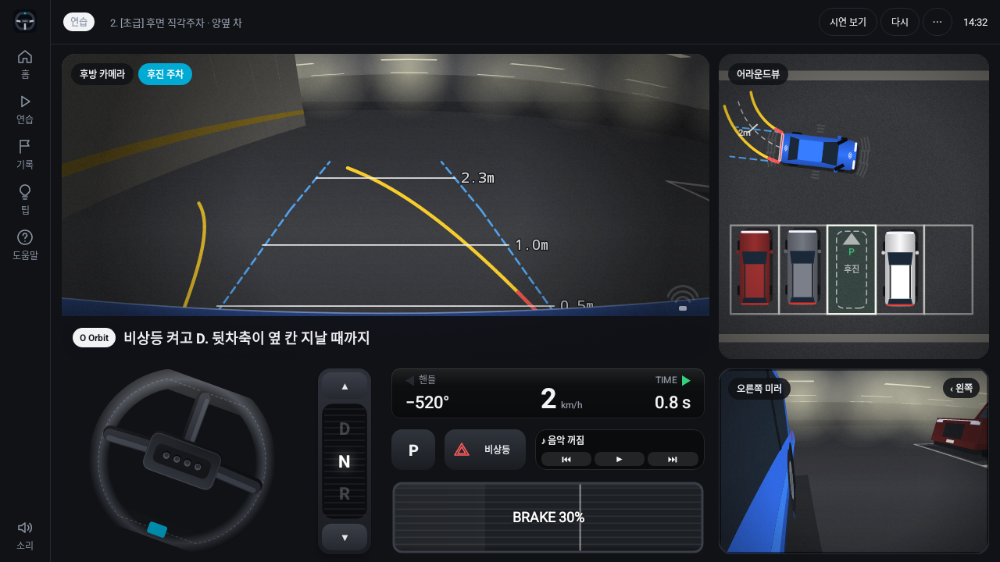 연습
2. [초급] 후면 직각주차 · 양옆 차
시연 보기
다시
···
14:32
홈
연습
기록
팁
도움말
소리
후방 카메라
후진 주차
2.3m
1.0m
0.5m
O Orbit
비상등 켜고 D. 뒷차축이 옆 칸 지날 때까지
어라운드뷰
2m
P
후진
D
N
R
핸들
TIME
-520°
2 km/h
0.8 s
P
비상등
♪ 음악 꺼짐
BRAKE 30%
오른쪽 미러
‹ 왼쪽